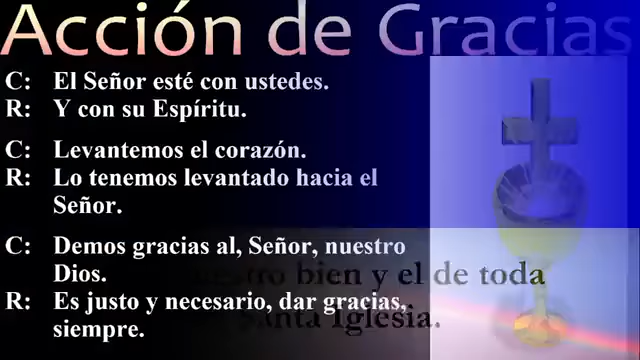 Acción de Gracias
C: El Señor esté con ustedes.
R: Y con su Espíritu.
C: Levantemos el corazón.
R: Lo tenemos levantado hacia el
Señor.
C: Demos gracias al, Señor, nuestro
Dios.
bien y el de toda
R: Es justo y necesario, dar gracias,
Santa Iglesia.
siempre.